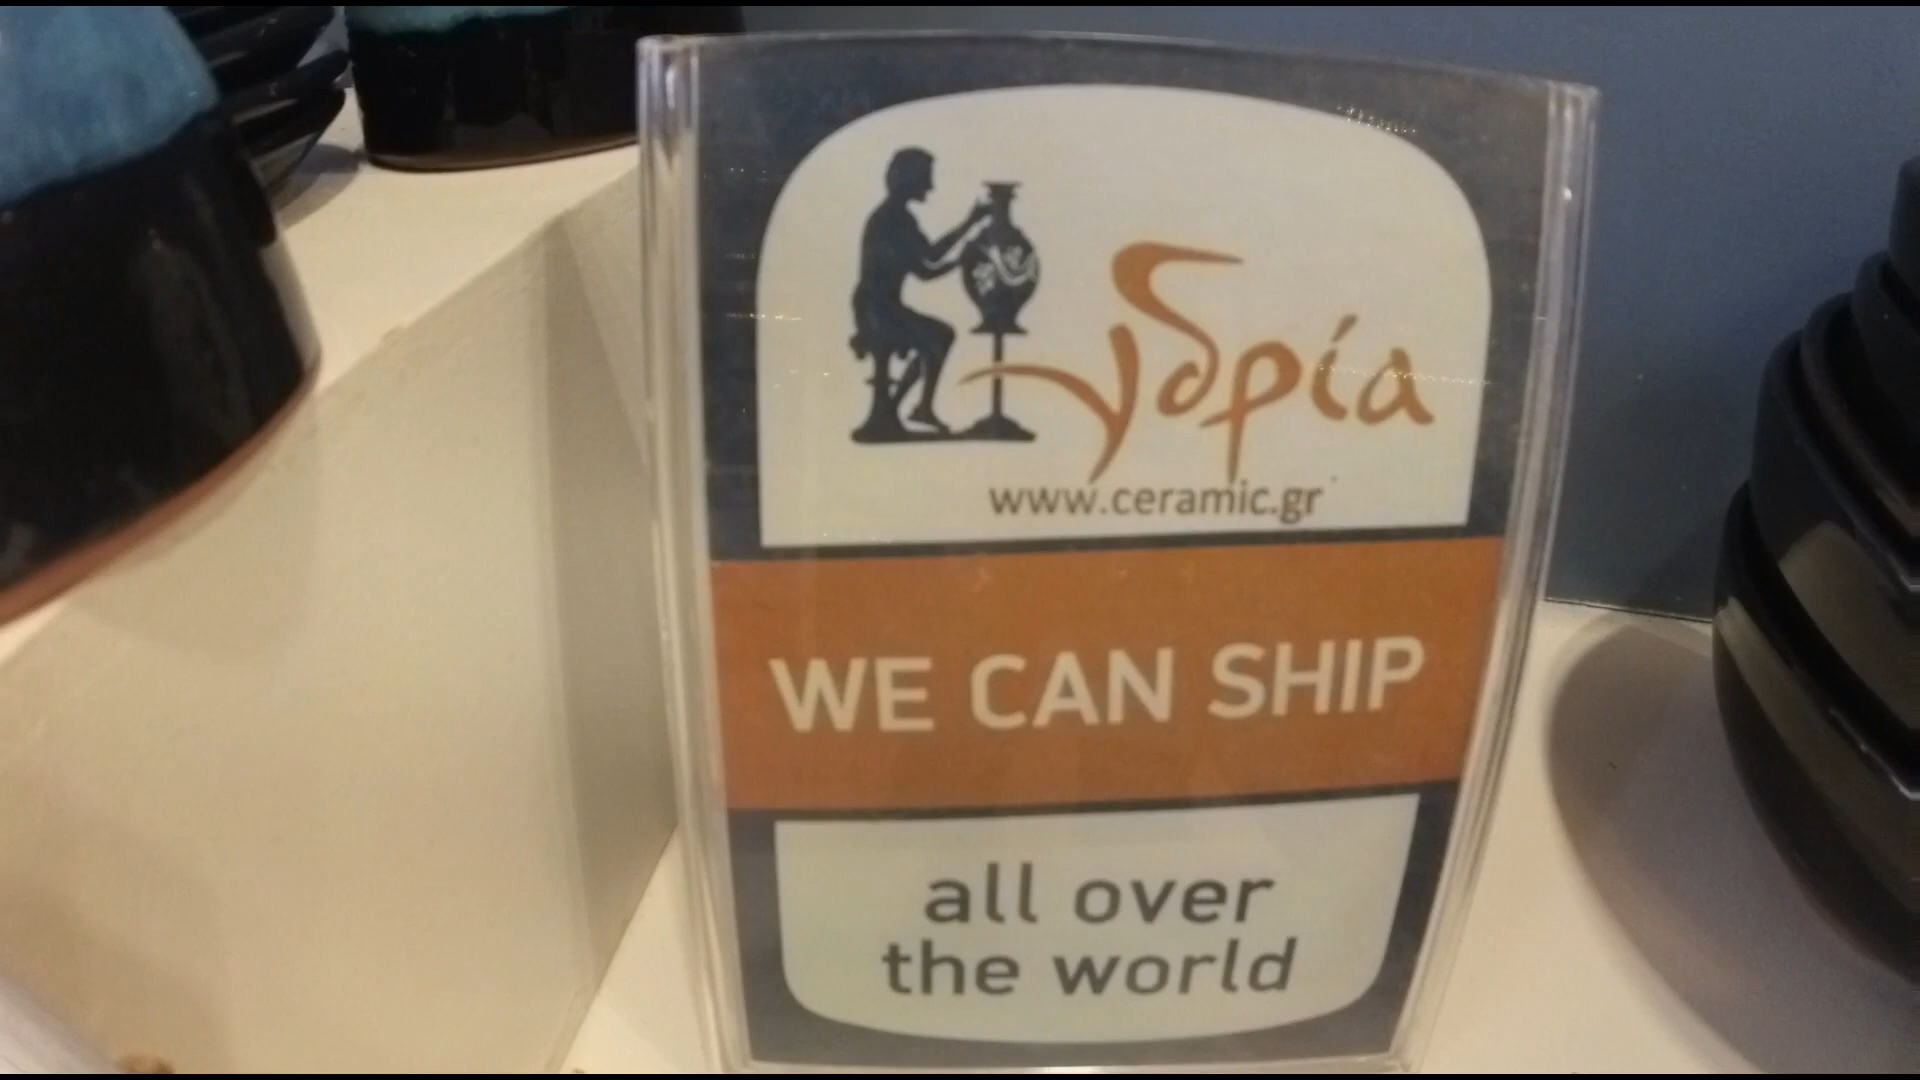 Υδρία
www.ceramic.gr
WE CAN SHIP
all over
the world